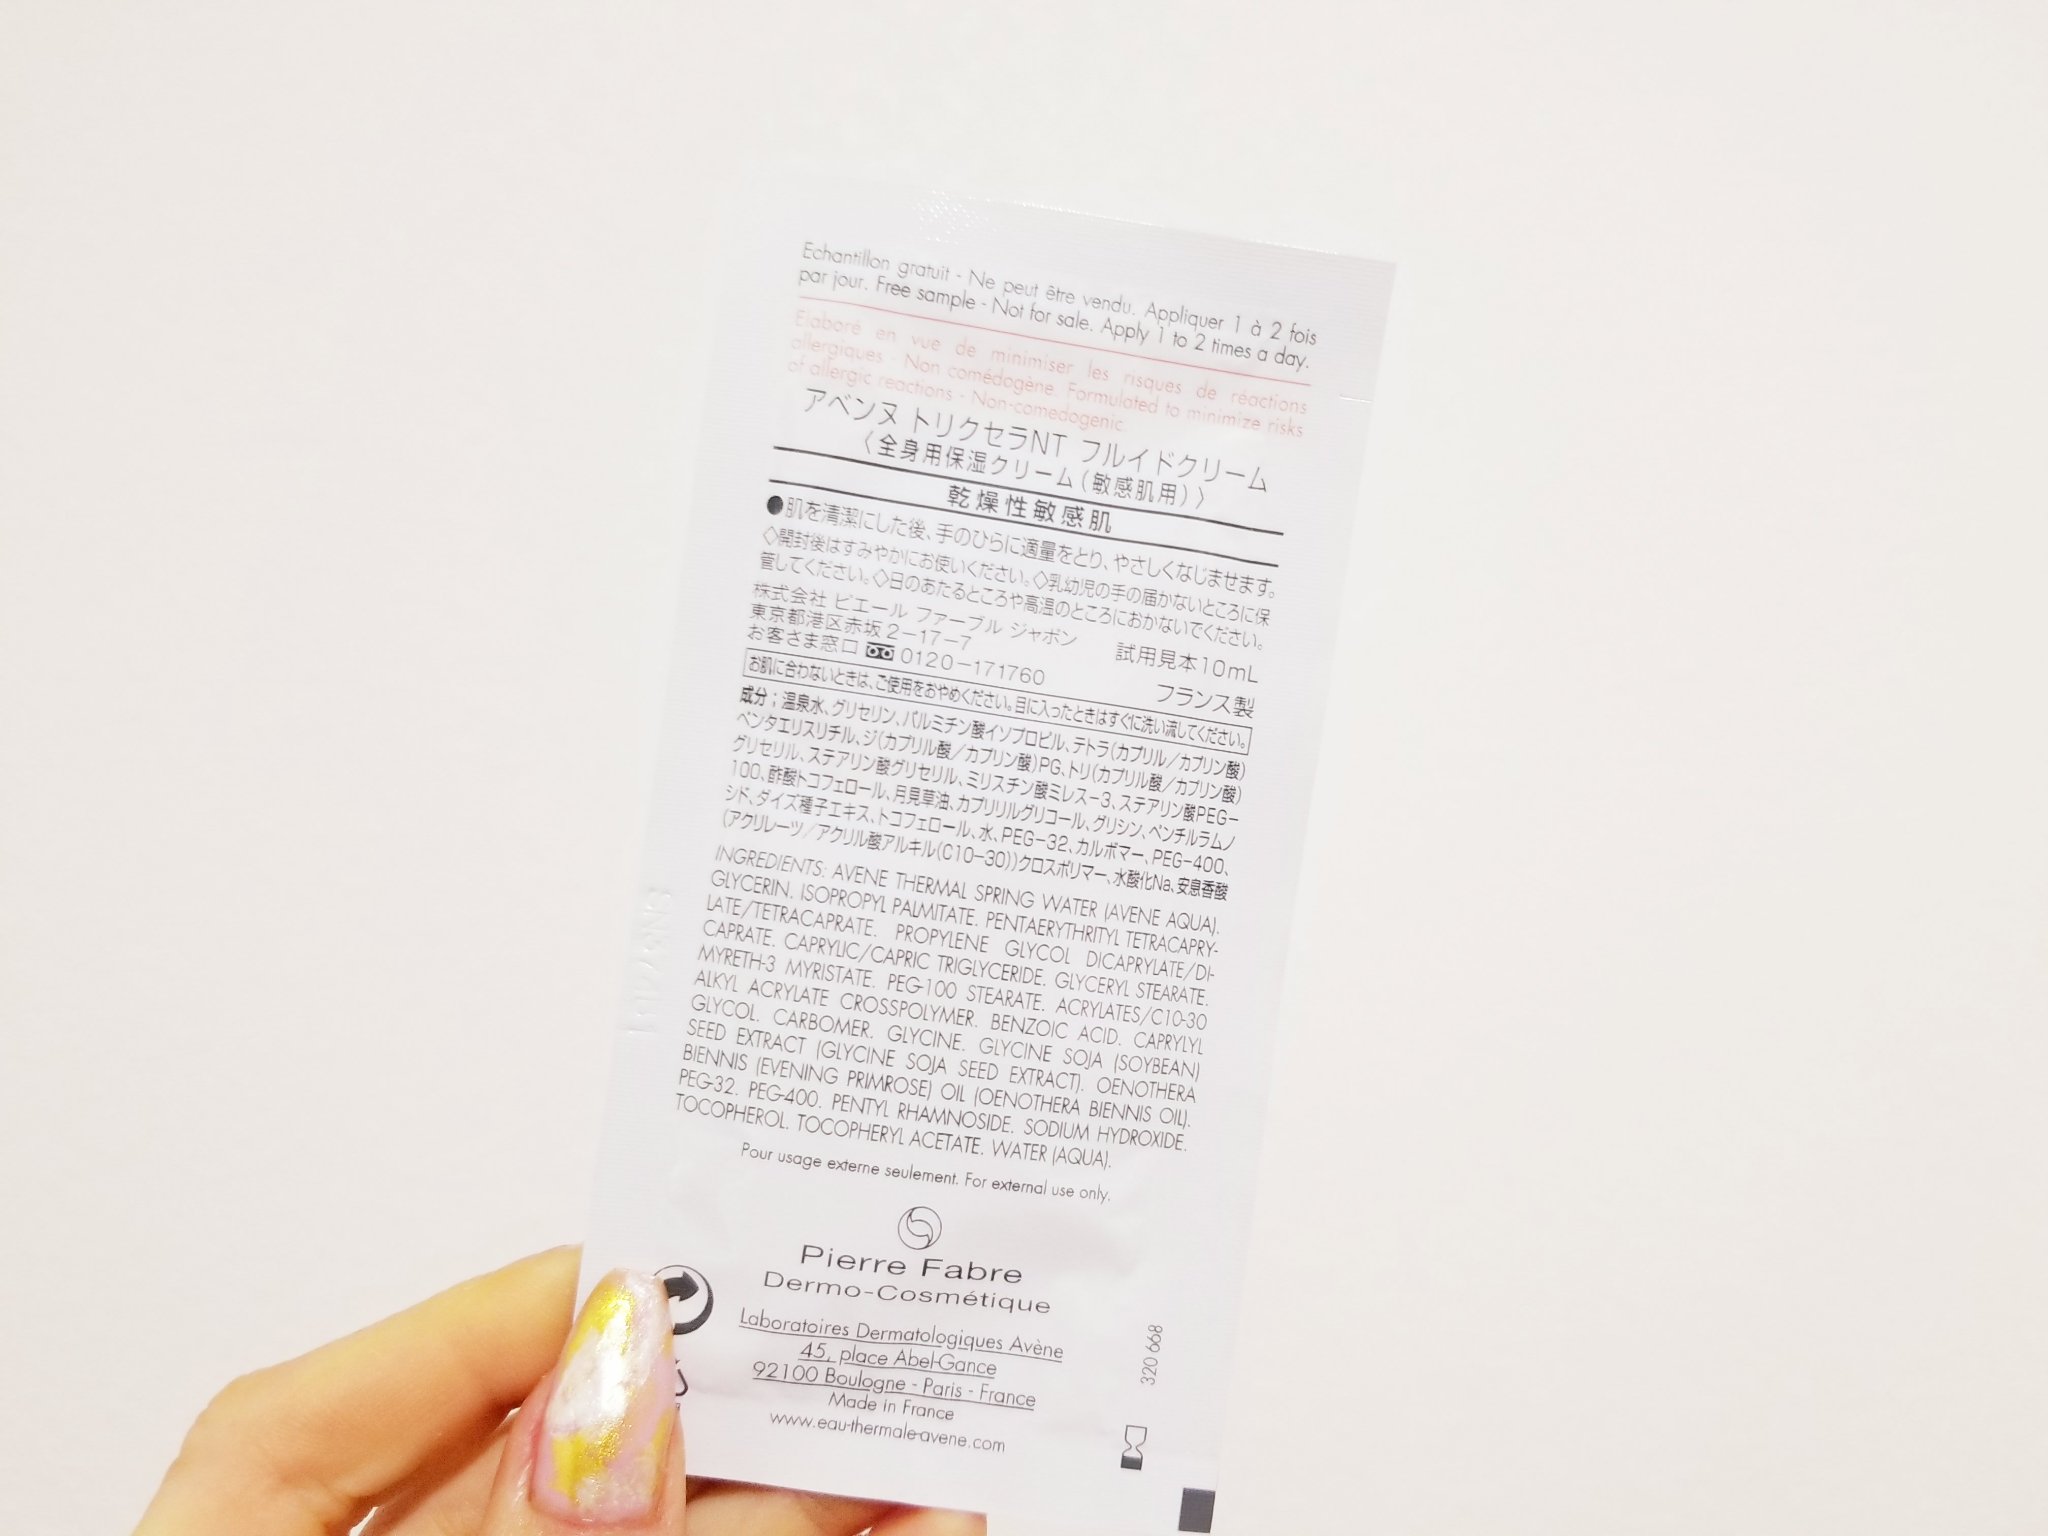 Echantillon gratuit - Ne peut être vendu. Appliquer 1 à 2 fois
par jour. Free sample - Not for sale. Apply 1 to 2 times a day.
Elaboré en vue de minimiser les risques de réactions
allergiques - Non comédogène. Formulated to minimize risks
of allergic reactions - Non-comedogenic.
アベンヌ トリクセラNT フルイドクリーム
〈全身用保湿クリーム(敏感肌用)〉
乾燥性敏感肌
●肌を清潔にした後、手のひらに適量をとり、やさしくなじませます。
◇開封後はすみやかにお使いください。◇乳幼児の手の届かないところに保
管してください。◇日のあたるところや高温のところにおかないでください。
株式会社 ピエール ファーブル ジャポン
東京都港区赤坂2-17-7 試用見本10mL
お客さま窓口 0120-171760 フランス製
お肌に合わないときは、ご使用をおやめください。目に入ったときはすぐに洗い流してください。
成分;温泉水、グリセリン、パルミチン酸イソプロピル、テトラ(カプリル/カプリン酸)
ペンタエリスリチル、ジ(カプリル酸/カプリン酸)PG、トリ(カプリル酸/カプリン酸)
グリセリル、ステアリン酸グリセリル、ミリスチン酸ミレス-3、ステアリン酸PEG-
100、酢酸トコフェロール、月見草油、カプリリルグリコール、グリシン、ペンチルラムノ
シド、ダイズ種子エキス、トコフェロール、水、PEG-32、カルボマー、PEG-400、
(アクリレーツ/アクリル酸アルキル(C10-30))クロスポリマー、水酸化Na、安息香酸
INGREDIENTS: AVENE THERMAL SPRING WATER (AVENE AQUA).
GLYCERIN. ISOPROPYL PALMITATE. PENTAERYTHRITYL TETRACAPRY-
LATE/TETRACAPRATE. PROPYLENE GLYCOL DICAPRYLATE/DI-
CAPRATE. CAPRYLIC/CAPRIC TRIGLYCERIDE. GLYCERYL STEARATE.
MYRETH-3 MYRISTATE. PEG-100 STEARATE. ACRYLATES/C10-30
ALKYL ACRYLATE CROSSPOLYMER. BENZOIC ACID. CAPRYLYL
GLYCOL. CARBOMER. GLYCINE. GLYCINE SOJA (SOYBEAN)
SEED EXTRACT (GLYCINE SOJA SEED EXTRACT). OENOTHERA
BIENNIS (EVENING PRIMROSE) OIL (OENOTHERA BIENNIS OIL).
PEG-32. PEG-400. PENTYL RHAMNOSIDE. SODIUM HYDROXIDE.
TOCOPHEROL. TOCOPHERYL ACETATE. WATER (AQUA).
Pour usage externe seulement. For external use only.
Pierre Fabre
Dermo-Cosmétique
Laboratoires Dermatologiques Avène
45, place Abel-Gance
92100 Boulogne - Paris - France
Made in France
www.eau-thermale-avene.com
320 668